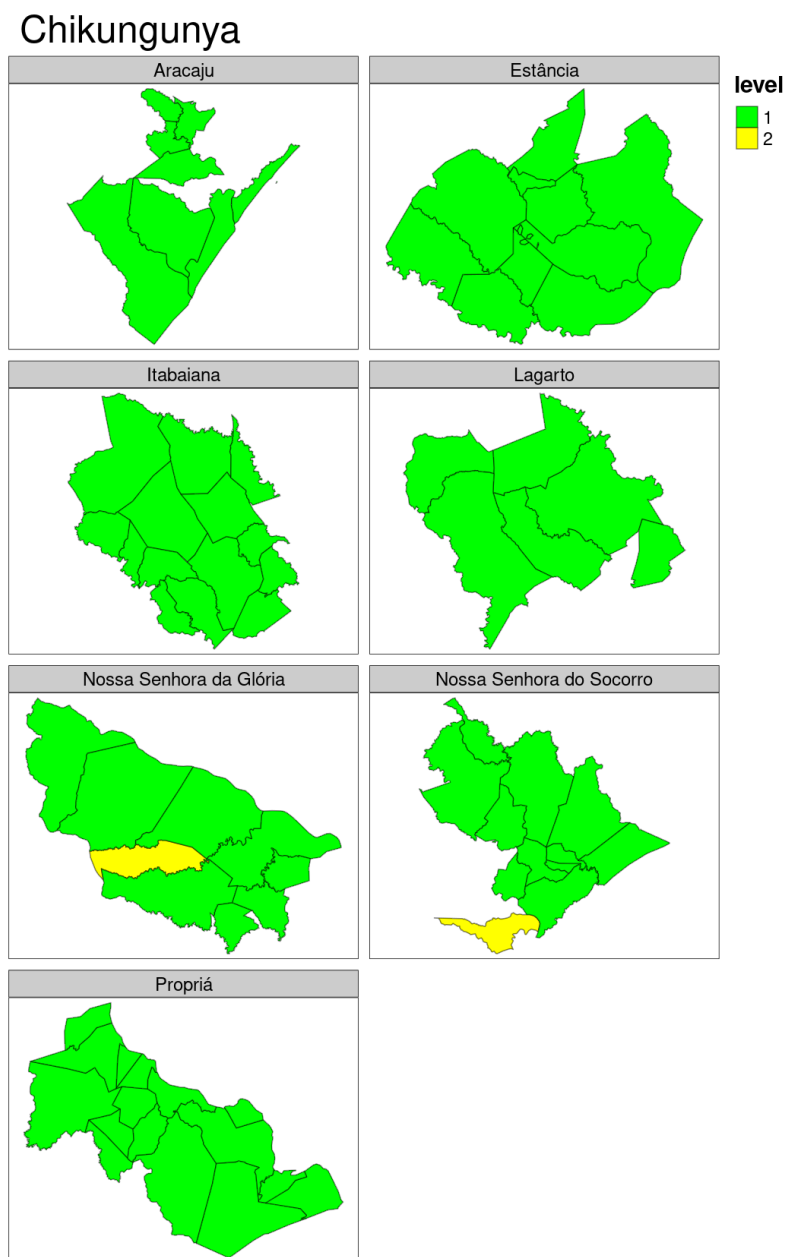 Chikungunya
Aracaju
Estância
level
1
2
Itabaiana
Lagarto
Nossa Senhora da Glória
Nossa Senhora do Socorro
Propriá